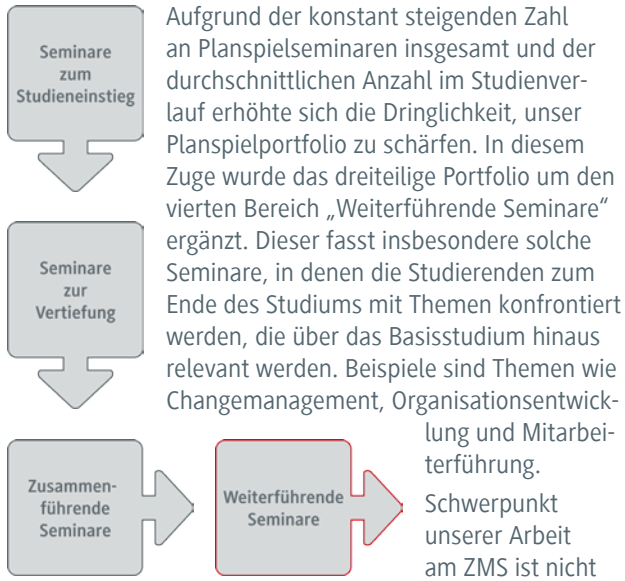 Seminare
zum
Studieneinstieg
Seminare
zur
Vertiefung
Zusammen-
führende
Seminare
Weiterführende
Seminare
Aufgrund der konstant steigenden Zahl
an Planspielseminaren insgesamt und der
durchschnittlichen Anzahl im Studienver-
lauf erhöhte sich die Dringlichkeit, unser
Planspielportfolio zu schärfen. In diesem
Zuge wurde das dreiteilige Portfolio um den
vierten Bereich „Weiterführende Seminare“
ergänzt. Dieser fasst insbesondere solche
Seminare, in denen die Studierenden zum
Ende des Studiums mit Themen konfrontiert
werden, die über das Basisstudium hinaus
relevant werden. Beispiele sind Themen wie
Changemanagement, Organisationsentwick-
lung und Mitarbei-
terführung.
Schwerpunkt
unserer Arbeit
am ZMS ist nicht